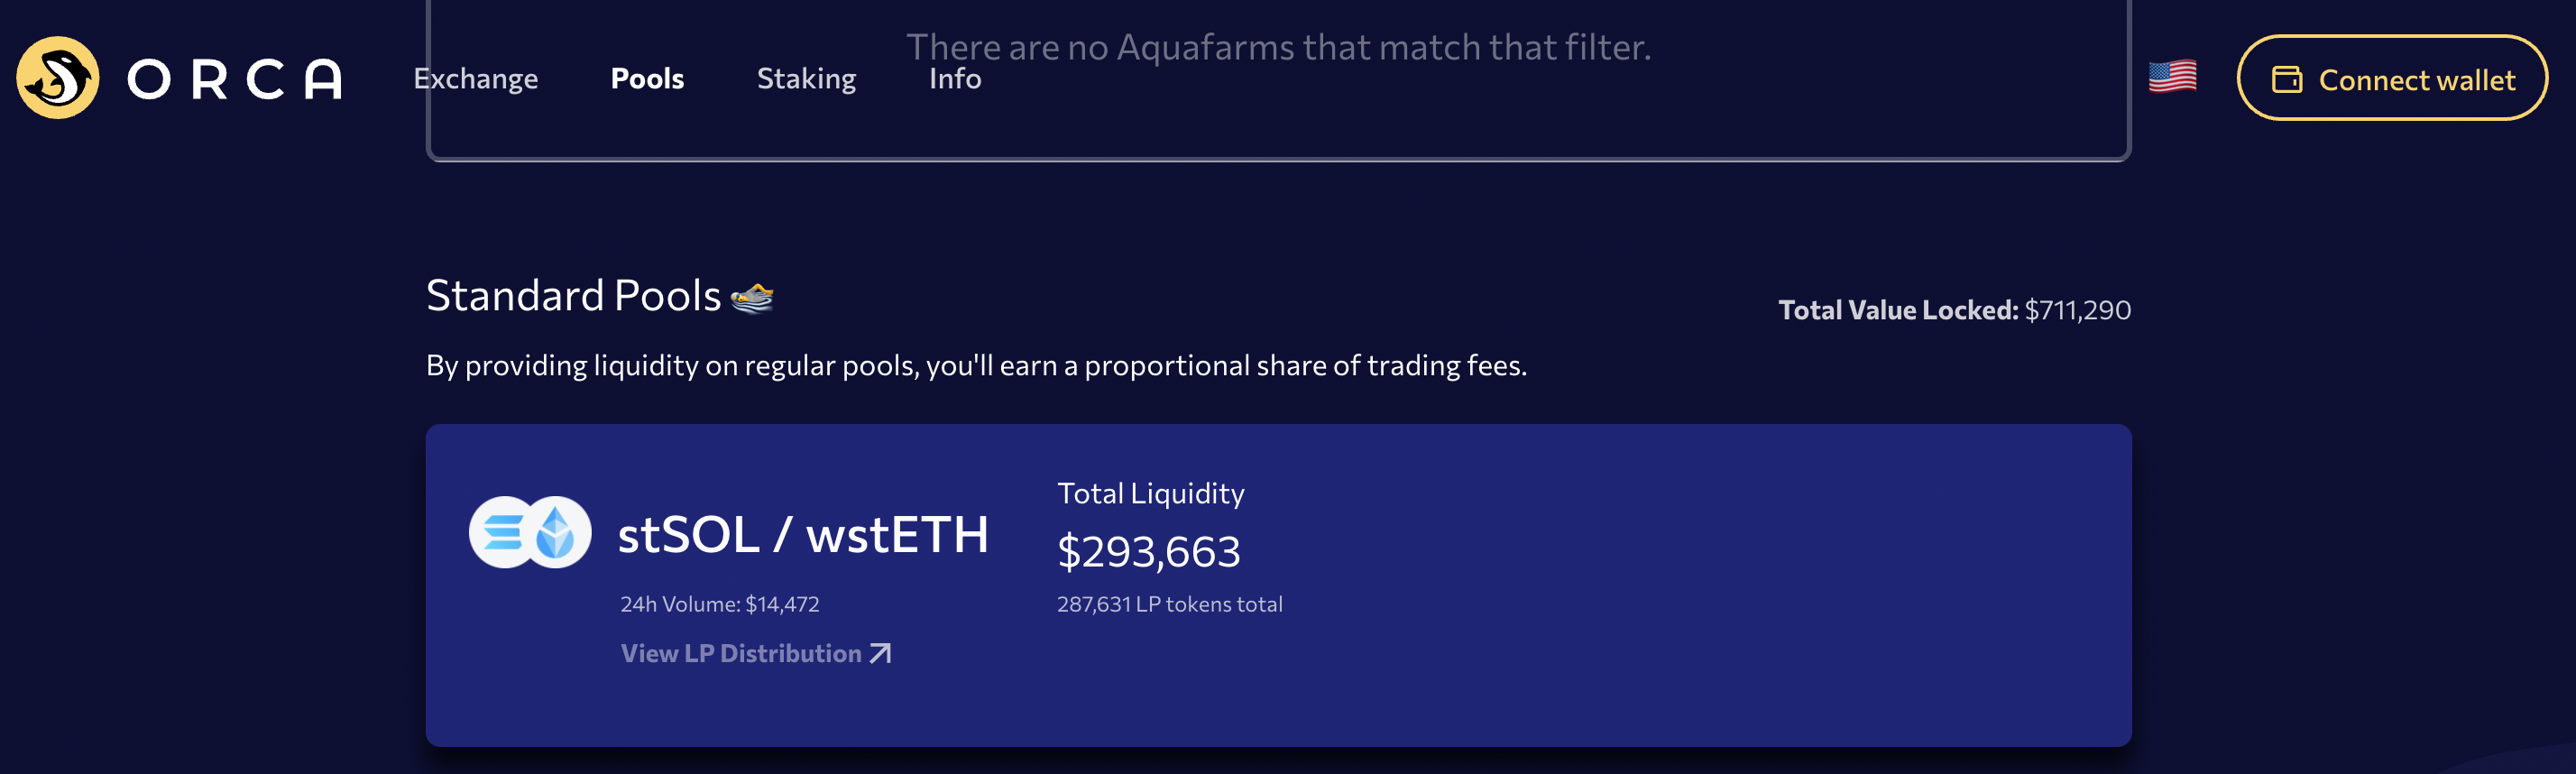 There are no Aquafarms that match that filter.
ORCA Exchange Pools Staking Info Connect wallet
Standard Pools
Total Value Locked: $711,290
By providing liquidity on regular pools, you'll earn a proportional share of trading fees.
Total Liquidity
stSOL / wstETH
$293,663
24h Volume: $14,472
287,631 LP tokens total
View LP Distribution